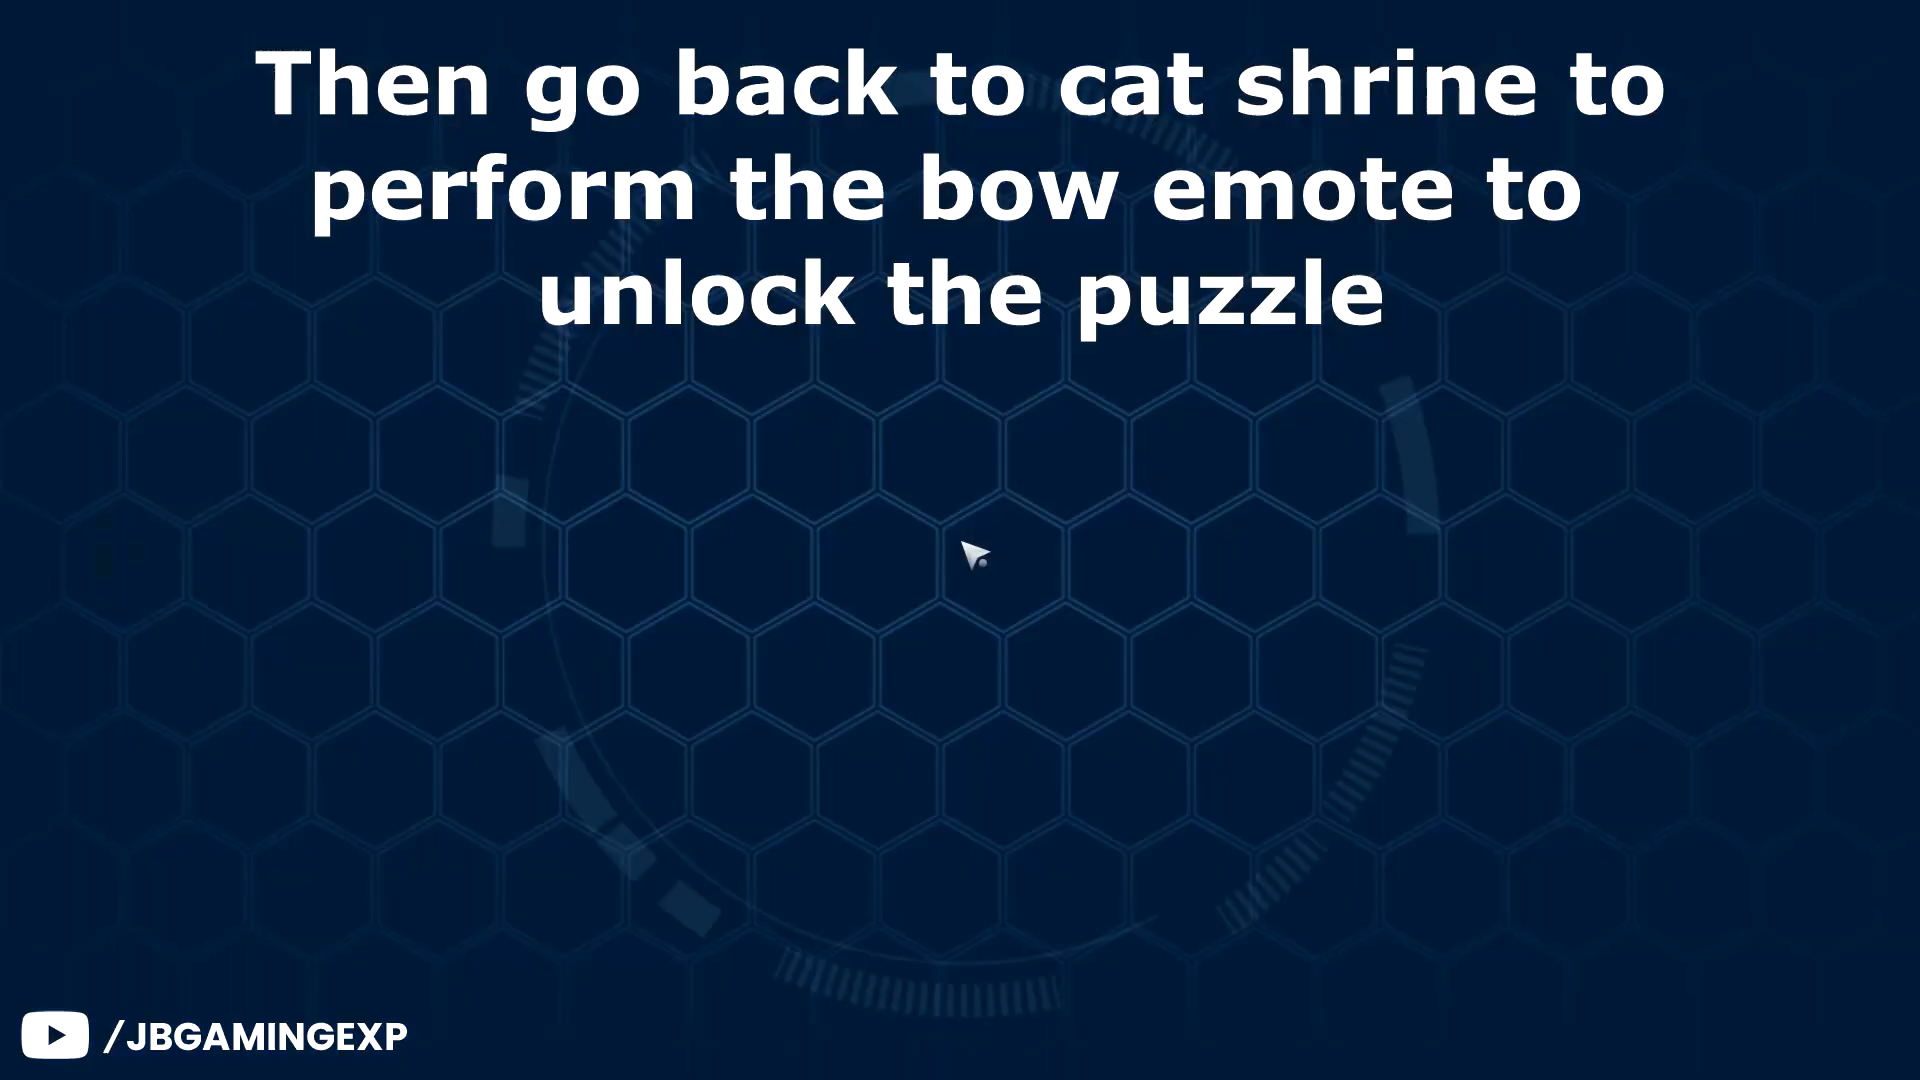 Then go back to cat shrine to
perform the bow emote to
unlock the puzzle
/JBGAMINGEXP